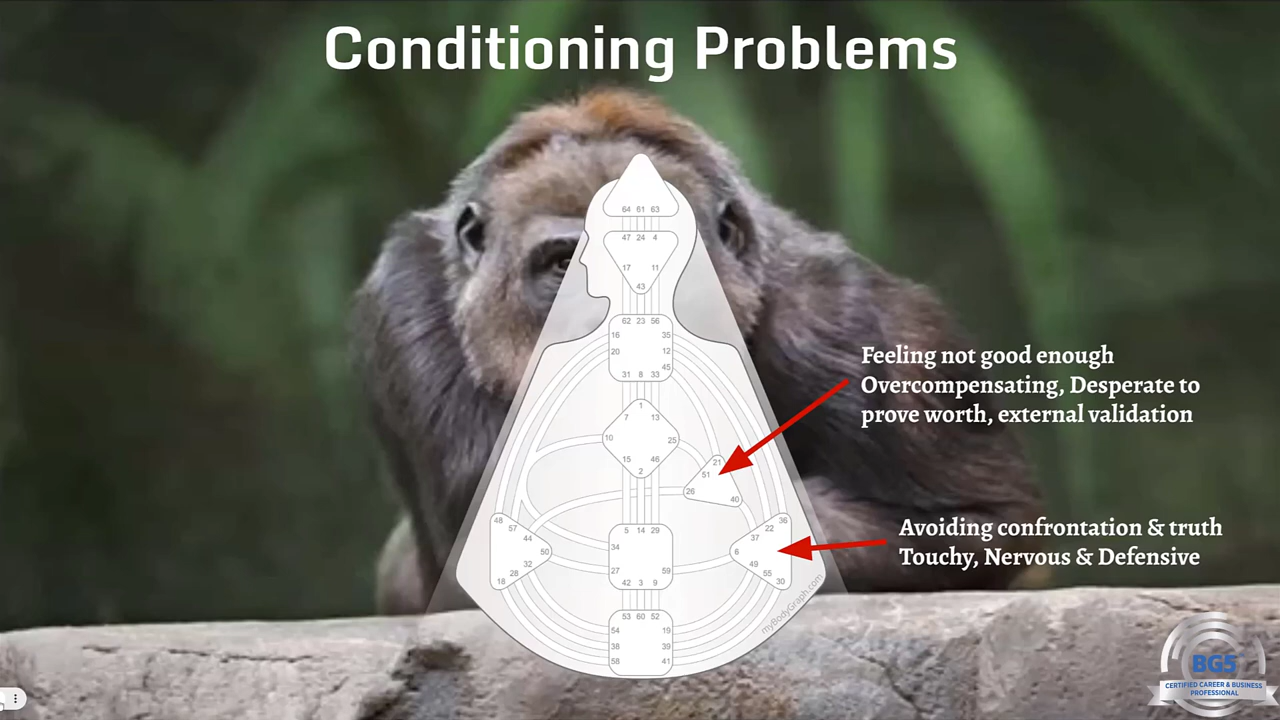 Conditioning Problems
64 61 63
47 24 4
17 11
43
62 23 56
16 35
20 12
45
31 8 33
1
7 13
10 25
15 46
2
21
51
26
40
Feeling not good enough
Overcompensating, Desperate to
prove worth, external validation
48
57
44
50
32
28
18
5 14 29
34
27 59
42 3 9
36
22
37
6
49
55
30
Avoiding confrontation & truth
Touchy, Nervous & Defensive
53 60 52
54 19
38 39
58 41
myBodyGraph.com
BG5
CERTIFIED CAREER & BUSINESS
PROFESSIONAL